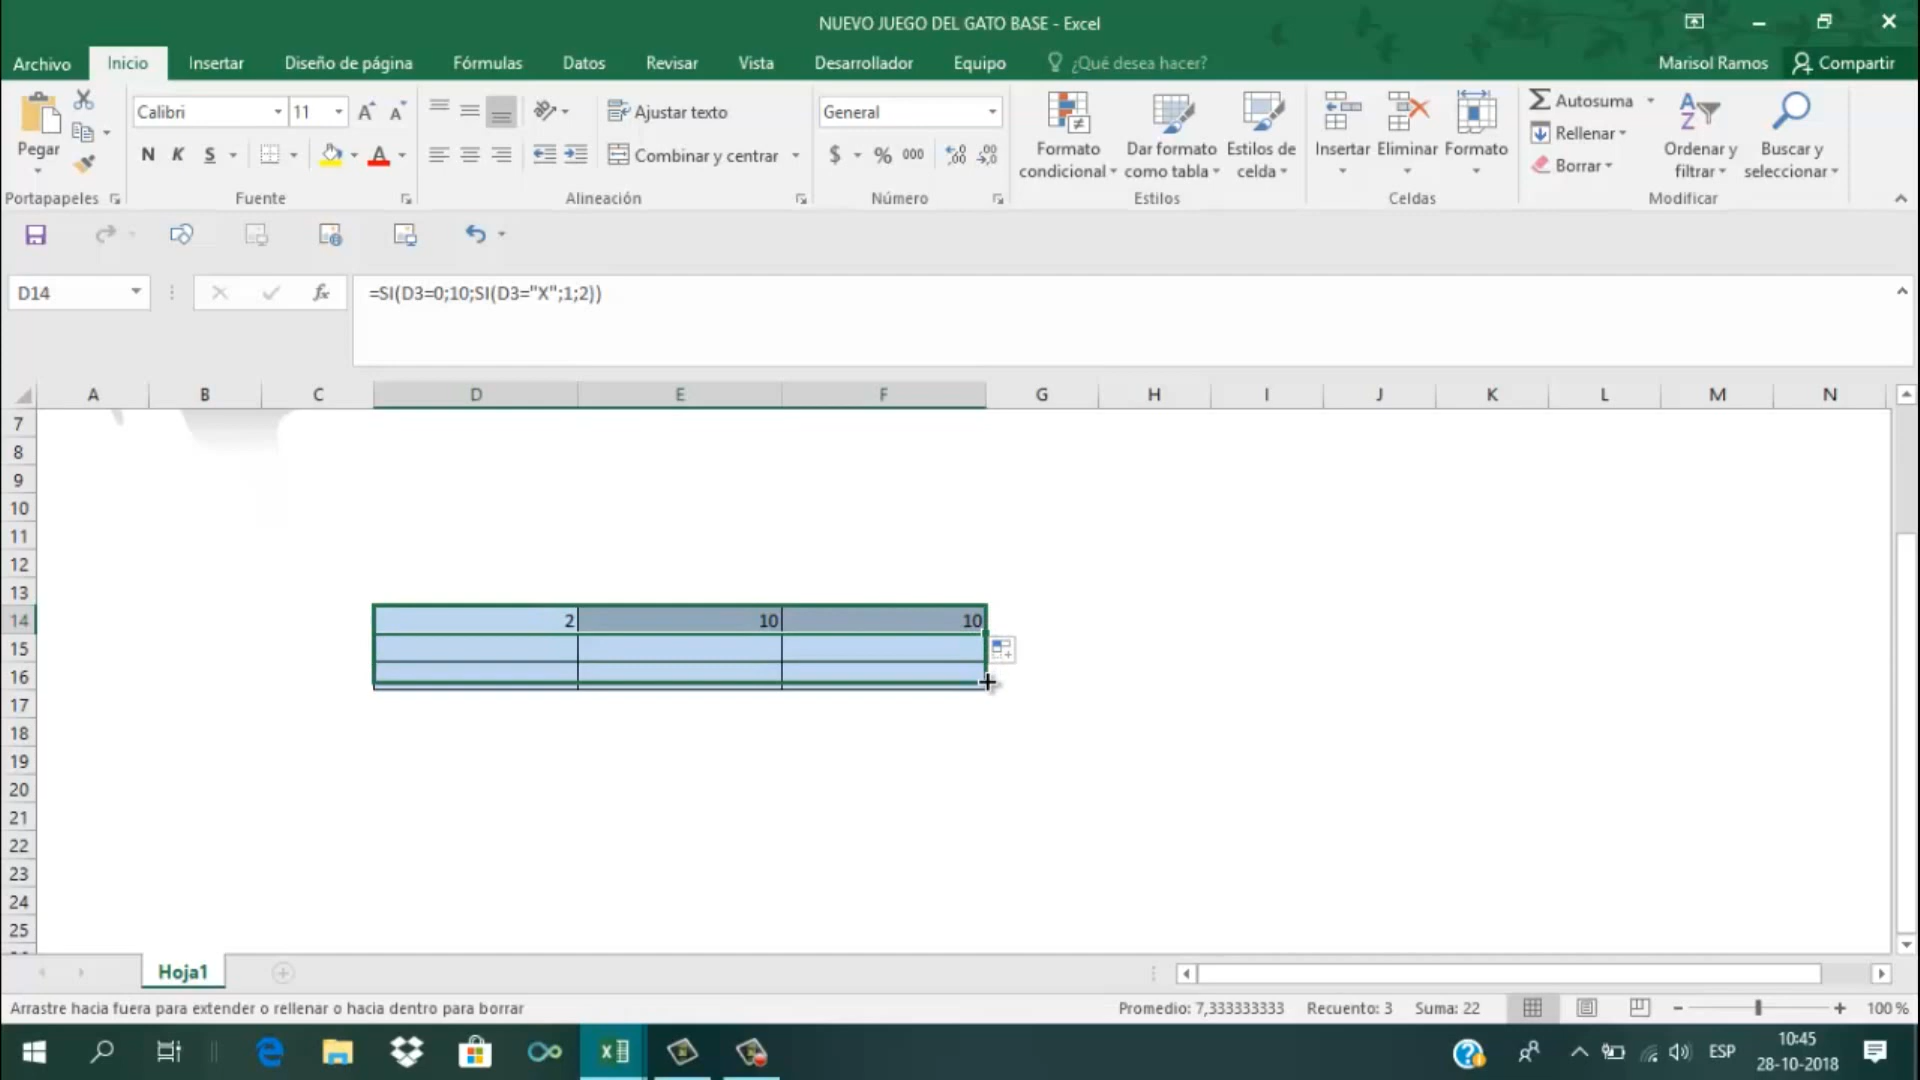 NUEVO JUEGO DEL GATO BASE - Excel
Archivo Inicio Insertar Diseño de página Fórmulas Datos Revisar Vista Desarrollador Equipo ¿Qué desea hacer? Marisol Ramos Compartir
Pegar
Calibri 11
N K S
Ajustar texto
Combinar y centrar
General
$ % 000
Formato condicional
Dar formato como tabla
Estilos de celda
Insertar Eliminar Formato
Autosuma
Rellenar
Borrar
Ordenar y filtrar
Buscar y seleccionar
Portapapeles Fuente Alineación Número Estilos Celdas Modificar
D14 fx =SI(D3=0;10;SI(D3="X";1;2))
A B C D E F G H I J K L M N
7
8
9
10
11
12
13
14 2 10 10
15
16
17
18
19
20
21
22
23
24
25
Hoja1
Arrastre hacia fuera para extender o rellenar o hacia dentro para borrar Promedio: 7,333333333 Recuento: 3 Suma: 22 100 %
ESP 10:45
28-10-2018